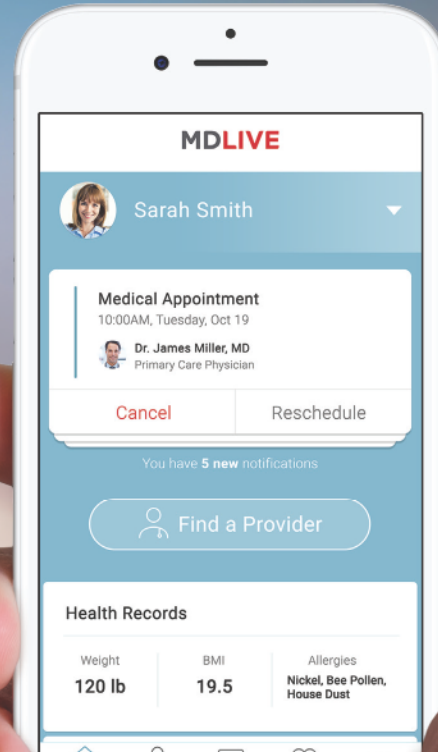 MDLIVE
Sarah Smith
Medical Appointment
10:00AM, Tuesday, Oct 19
Dr. James Miller, MD
Primary Care Physician
Cancel
Reschedule
You have 5 new notifications
Find a Provider
Health Records
Weight
BMI
Allergies
120 lb
19.5
Nickel, Bee Pollen,
House Dust